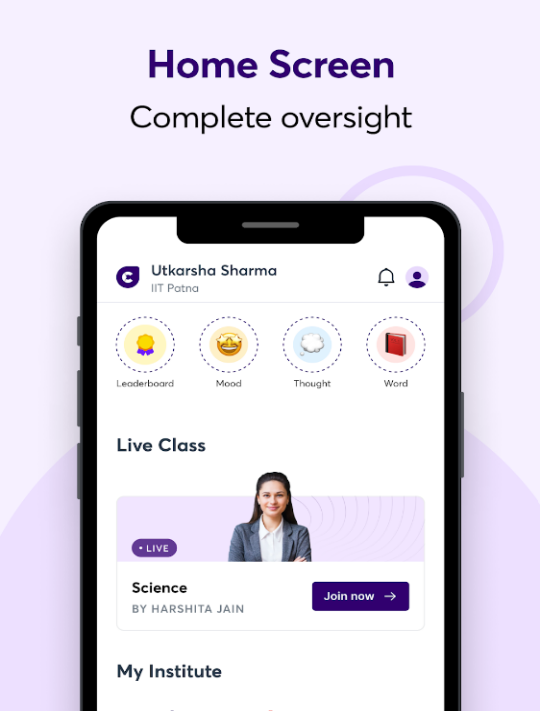 Home Screen
Complete oversight
Utkarsha Sharma
IIT Patna
Leaderboard
Mood
Thought
Word
Live Class
• LIVE
Science
BY HARSHITA JAIN
Join now →
My Institute